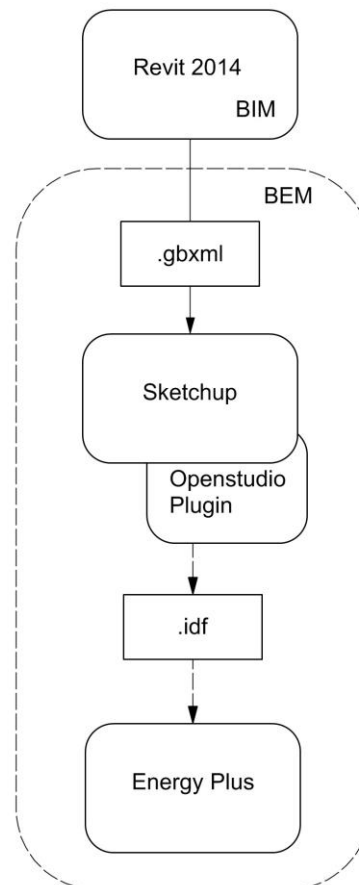 Revit 2014
BIM
BEM
.gbxml
Sketchup
Openstudio
Plugin
.idf
Energy Plus